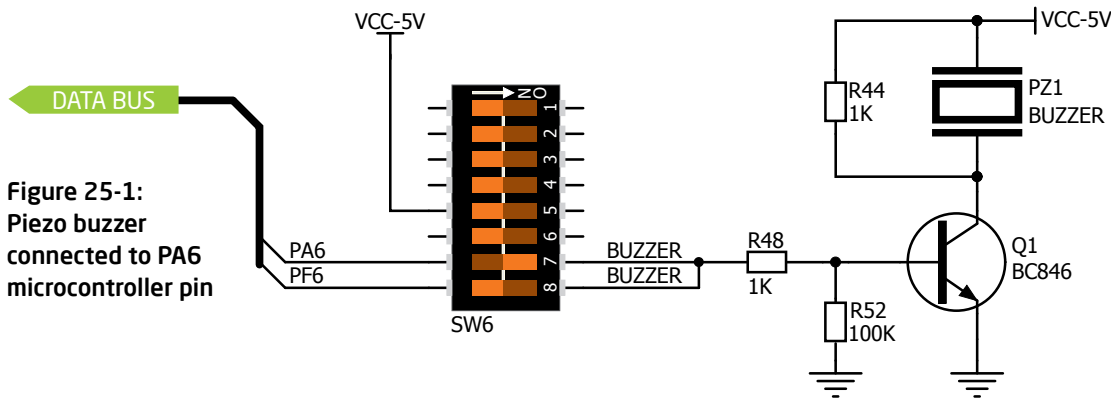 VCC-5V
VCC-5V
DATA BUS
ON
1
2
3
4
5
6
7
8
R44
1K
PZ1
BUZZER
Figure 25-1:
Piezo buzzer
connected to PA6
microcontroller pin
PA6
PF6
BUZZER
BUZZER
R48
1K
Q1
BC846
R52
100K
SW6